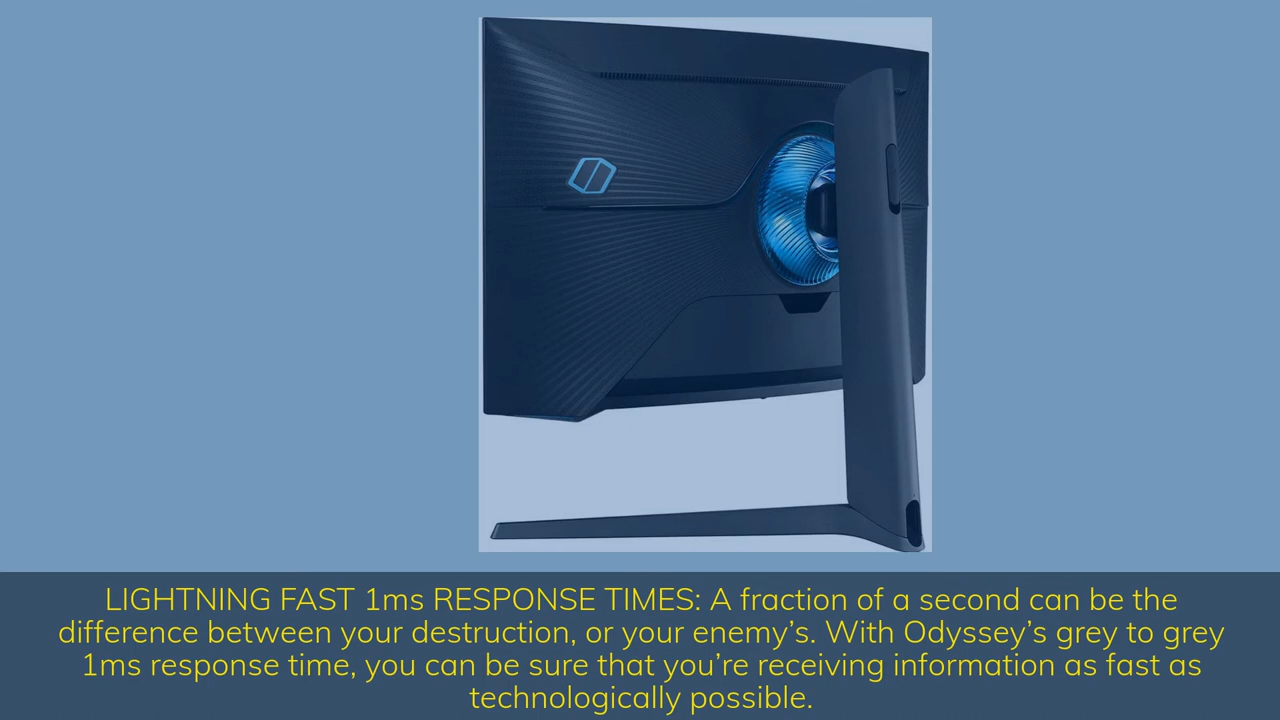 LIGHTNING FAST 1ms RESPONSE TIMES: A fraction of a second can be the
difference between your destruction, or your enemy’s. With Odyssey’s grey to grey
1ms response time, you can be sure that you’re receiving information as fast as
technologically possible.